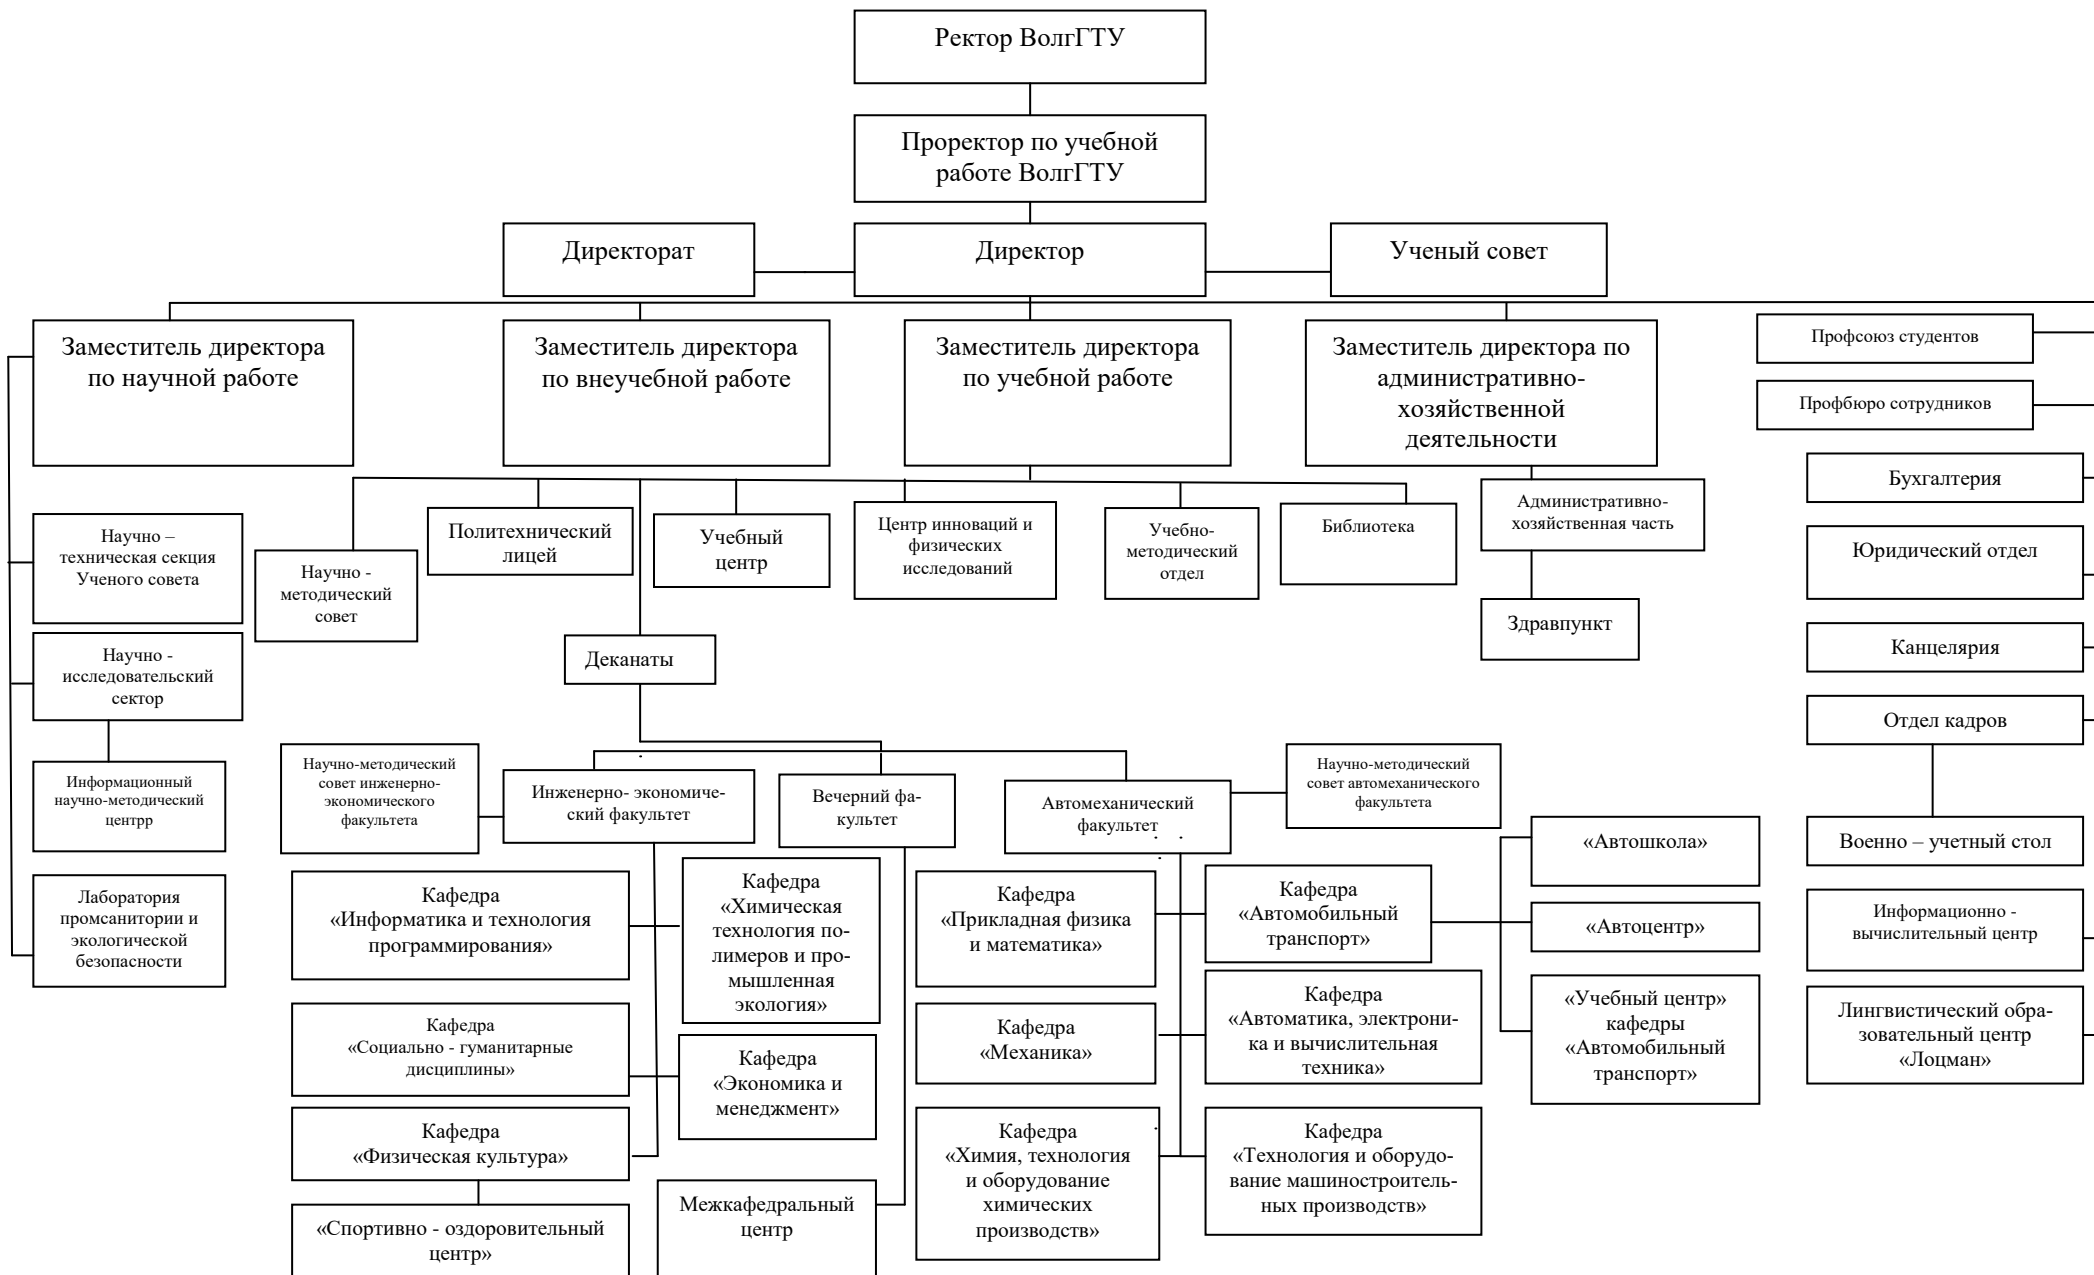 Ректор ВолгГТУ
Проректор по учебной
работе ВолгГТУ
Директорат
Директор
Ученый совет
Заместитель директора
по научной работе
Заместитель директора
по внеучебной работе
Заместитель директора
по учебной работе
Заместитель директора по
административно-
хозяйственной
деятельности
Профсоюз студентов
Профбюро сотрудников
Бухгалтерия
Юридический отдел
Канцелярия
Отдел кадров
Военно – учетный стол
Информационно -
вычислительный центр
Лингвистический обра-
зовательный центр
«Лоцман»
Научно –
техническая секция
Ученого совета
Научно -
методический
совет
Политехнический
лицей
Учебный
центр
Центр инноваций и
физических
исследований
Учебно-
методический
отдел
Библиотека
Административно-
хозяйственная часть
Здравпункт
Научно -
исследовательский
сектор
Деканаты
Информационный
научно-методический
центрр
Лаборатория
промсанитории и
экологической
безопасности
Научно-методический
совет инженерно-
экономического
факультета
Инженерно- экономиче-
ский факультет
Вечерний фа-
культет
Автомеханический
факультет
Научно-методический
совет автомеханического
факультета
Кафедра
«Информатика и технология
программирования»
Кафедра
«Химическая
технология по-
лимеров и про-
мышленная
экология»
Кафедра
«Прикладная физика
и математика»
Кафедра
«Автомобильный
транспорт»
«Автошкола»
«Автоцентр»
«Учебный центр»
кафедры
«Автомобильный
транспорт»
Кафедра
«Социально - гуманитарные
дисциплины»
Кафедра
«Экономика и
менеджмент»
Кафедра
«Механика»
Кафедра
«Автоматика, электрони-
ка и вычислительная
техника»
Кафедра
«Физическая культура»
Кафедра
«Химия, технология
и оборудование
химических
производств»
Кафедра
«Технология и оборудо-
вание машиностроитель-
ных производств»
«Спортивно - оздоровительный
центр»
Межкафедральный
центр